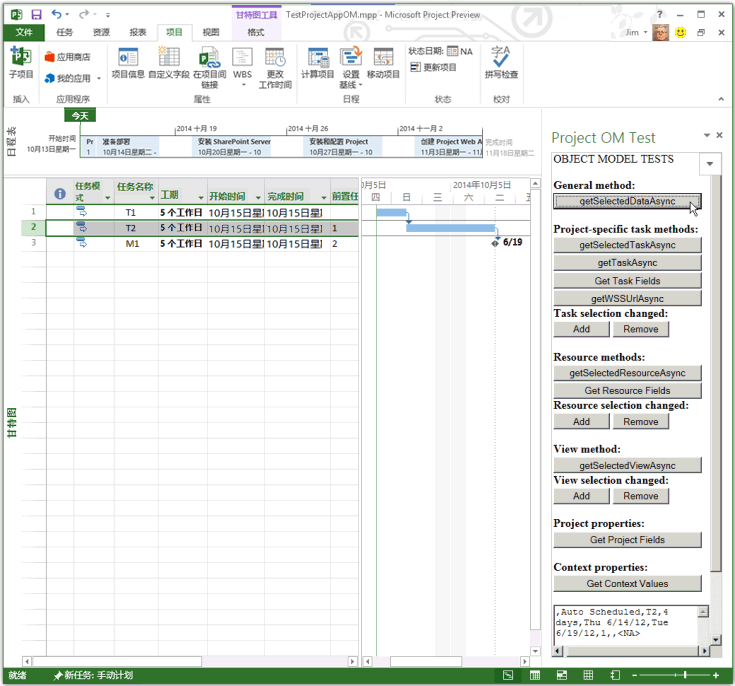 甘特图工具
TestProjectAppOM.mpp - Microsoft Project Preview
文件
任务
资源
报表
项目
视图
格式
Jim
子项目
应用商店
我的应用
项目信息
自定义字段
在项目间
链接
WBS
更改
工作时间
计算项目
设置
基线
移动项目
状态日期:
NA
更新项目
拼写检查
插入
应用程序
属性
日程
状态
校对
今天
日程表
开始时间
10月13日星期一
2014 十月 19
2014 十月 26
2014 十一月 2
Pr
1
准备部署
10月14日星期二 -
安装 SharePoint Server
10月20日星期一 - 10
安装和配置 Project
10月27日星期一 - 10
创建 Project Web A
11月3日星期一 - 11/
完成时间
11月18日星期二
甘特图
任务模
式
任务名称
工期
开始时间
完成时间
前置任
0月5日
2014年10月5日
四
日
三
六
二
五
1
T1
5 个工作日
10月15日星
10月15日星
2
T2
5 个工作日
10月15日星
10月15日星
1
3
M1
5 个工作日
10月15日星
10月15日星
2
6/19
Project OM Test
OBJECT MODEL TESTS
General method:
getSelectedDataAsync
Project-specific task methods:
getSelectedTaskAsync
getTaskAsync
Get Task Fields
getWSSUrlAsync
Task selection changed:
Add
Remove
Resource methods:
getSelectedResourceAsync
Get Resource Fields
Resource selection changed:
Add
Remove
View method:
getSelectedViewAsync
View selection changed:
Add
Remove
Project properties:
Get Project Fields
Context properties:
Get Context Values
,Auto Scheduled,T2,4
days,Thu 6/14/12,Tue
6/19/12,1,,<NA>
就绪
新任务: 手动计划